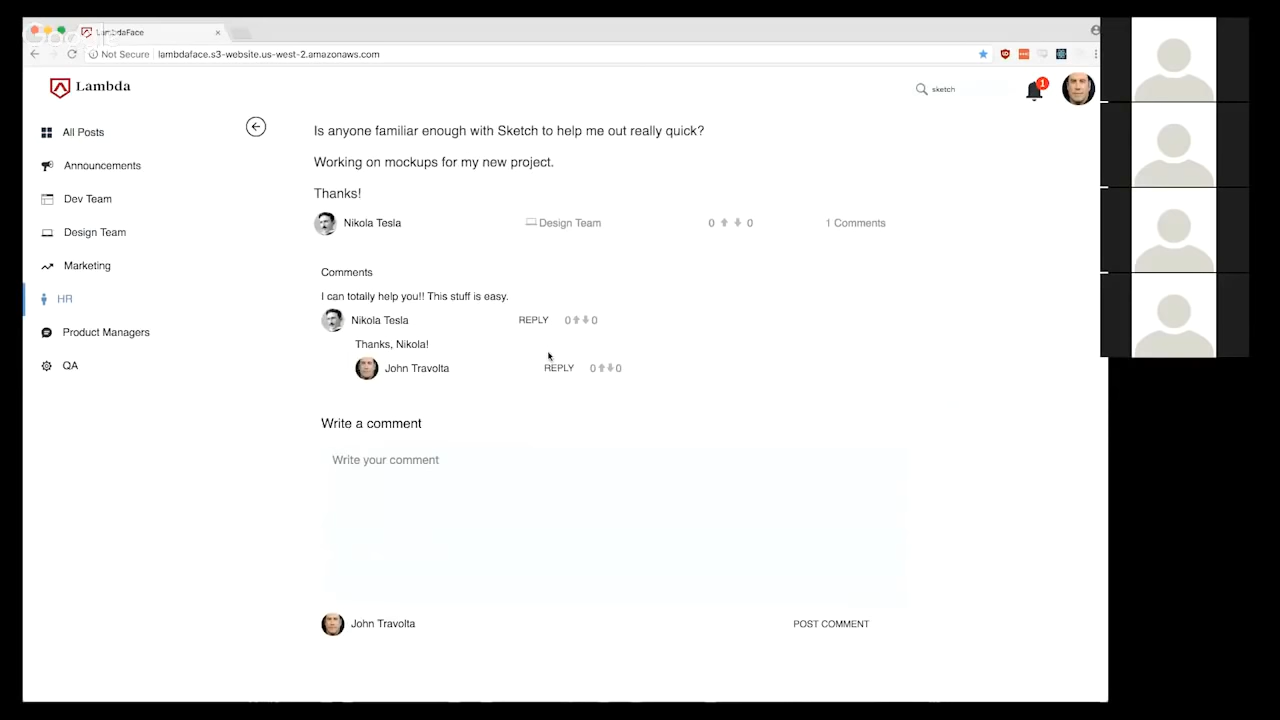 LambdaFace
Not Secure lambdaface.s3-website.us-west-2.amazonaws.com
Lambda
sketch
1
All Posts
Announcements
Dev Team
Design Team
Marketing
HR
Product Managers
QA
Is anyone familiar enough with Sketch to help me out really quick?
Working on mockups for my new project.
Thanks!
Nikola Tesla Design Team 0 0 1 Comments
Comments
I can totally help you!! This stuff is easy.
Nikola Tesla REPLY 0 0
Thanks, Nikola!
John Travolta REPLY 0 0
Write a comment
Write your comment
John Travolta POST COMMENT